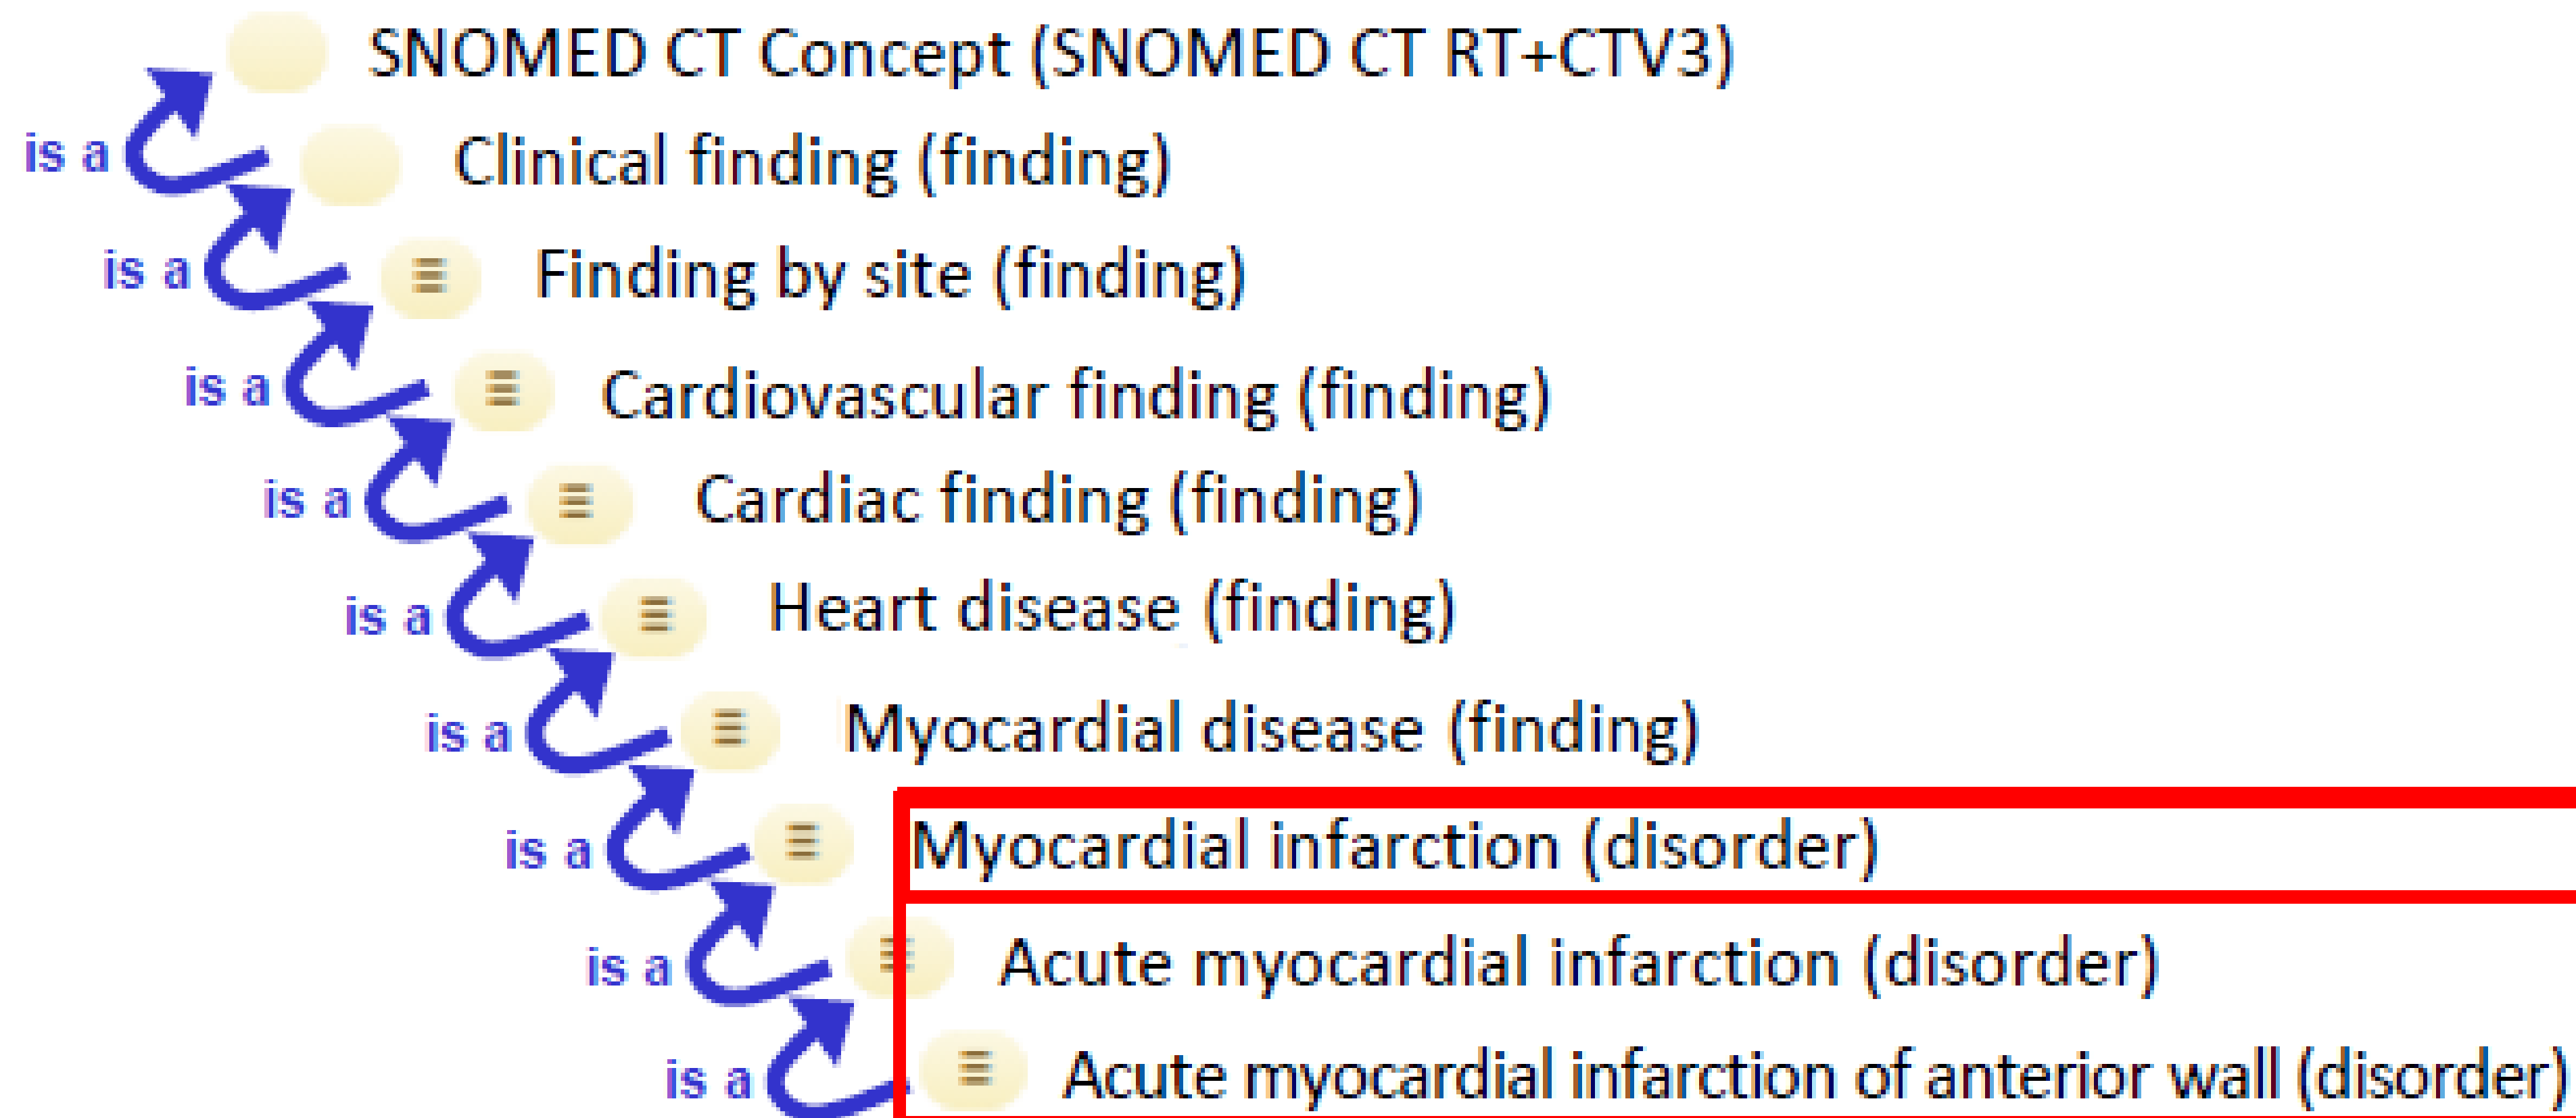 SNOMED CT Concept (SNOMED CT RT+CTV3)
is a
Clinical finding (finding)
is a
Finding by site (finding)
is a
Cardiovascular finding (finding)
is a
Cardiac finding (finding)
is a
Heart disease (finding)
is a
Myocardial disease (finding)
is a
Myocardial infarction (disorder)
is a
Acute myocardial infarction (disorder)
is a
Acute myocardial infarction of anterior wall (disorder)